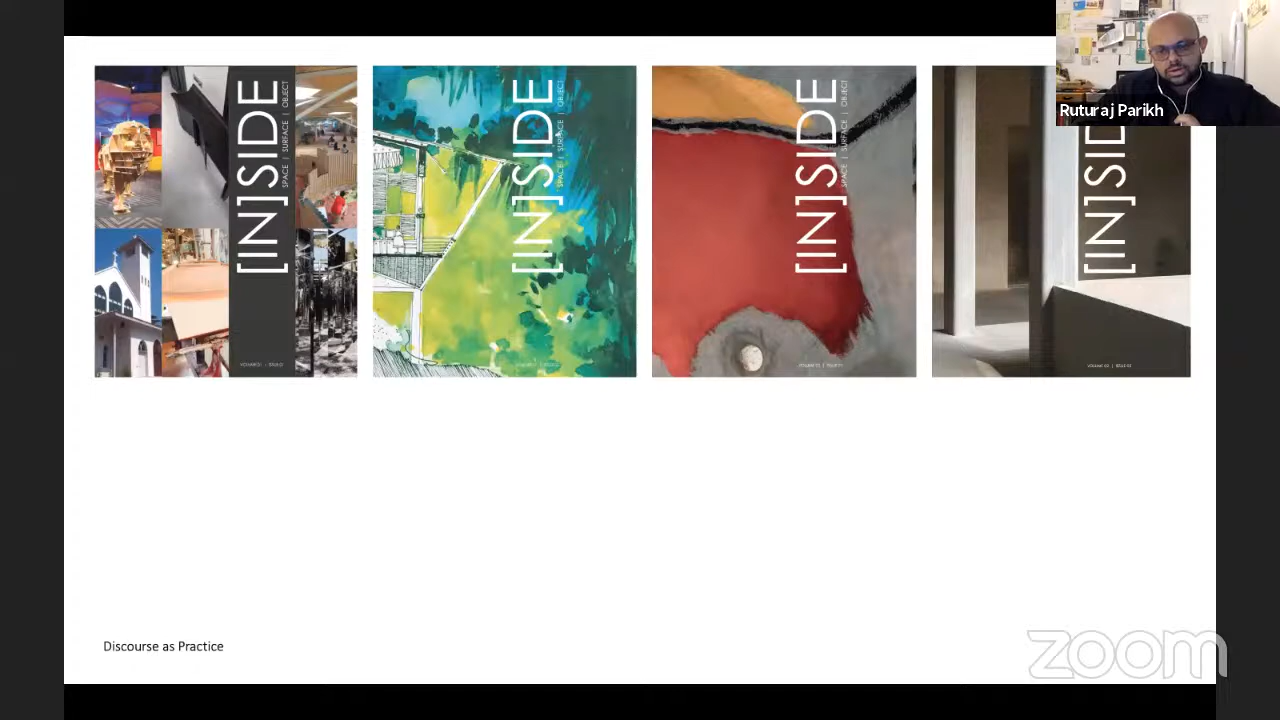 Ruturaj Parikh
[IN]SIDE
SPACE | SURFACE | OBJECT
[IN]SIDE
SPACE | SURFACE | OBJECT
[IN]SIDE
SPACE | SURFACE | OBJECT
[IN]SIDE
Discourse as Practice
zoom